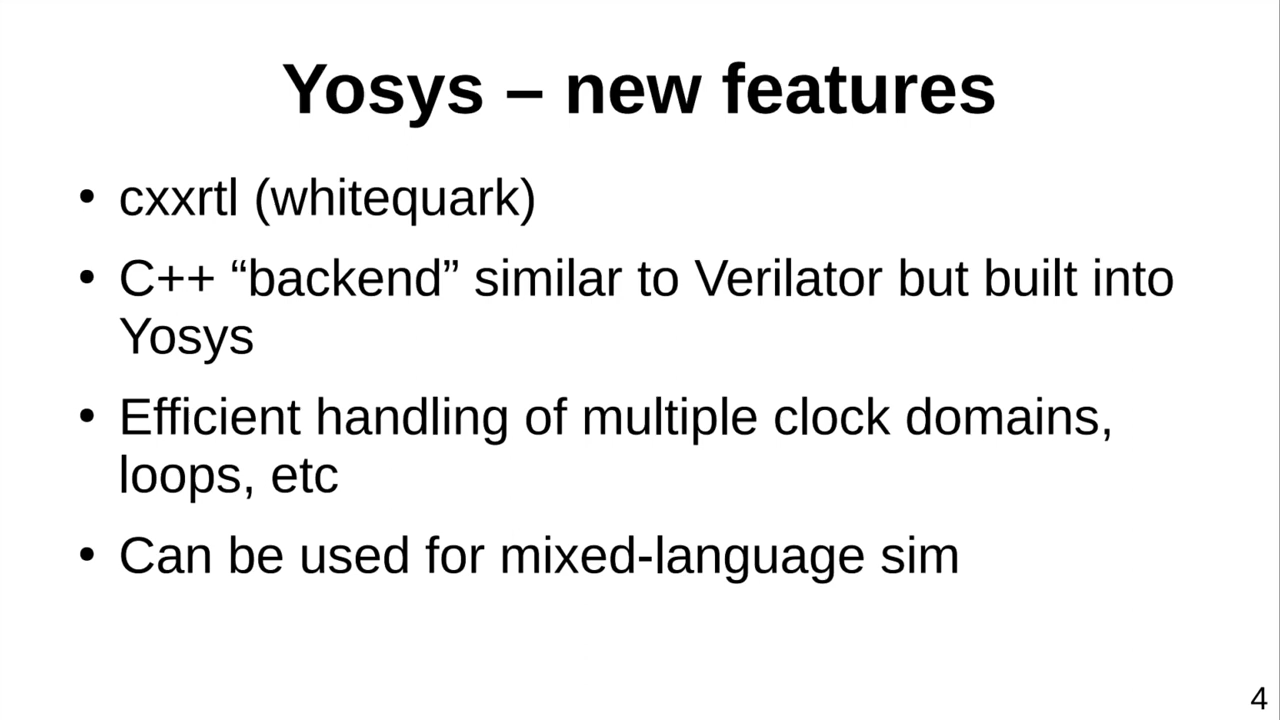 Yosys – new features
• cxxrtl (whitequark)
• C++ “backend” similar to Verilator but built into
Yosys
• Efficient handling of multiple clock domains,
loops, etc
• Can be used for mixed-language sim
4